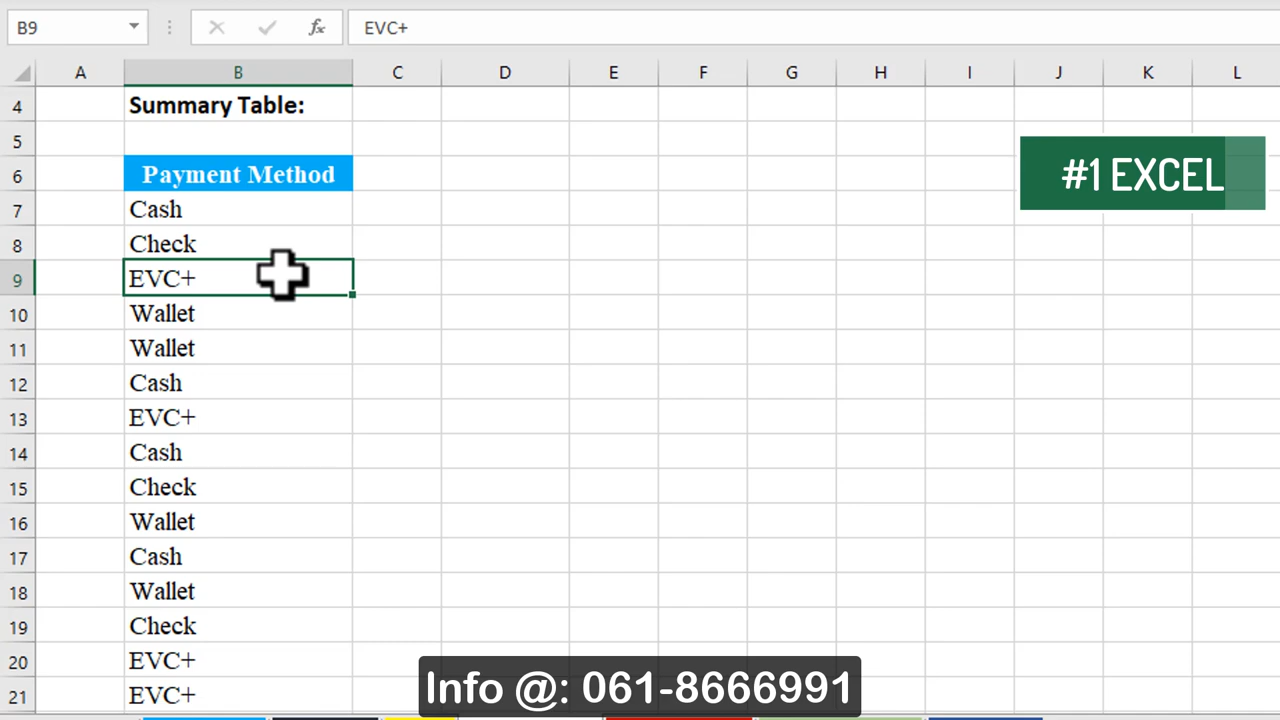 B9 fx EVC+
A B C D E F G H I J K L
4 Summary Table:
5
6 Payment Method
7 Cash
8 Check
9 EVC+
10 Wallet
11 Wallet
12 Cash
13 EVC+
14 Cash
15 Check
16 Wallet
17 Cash
18 Wallet
19 Check
20 EVC+
21 EVC+
#1 EXCEL
Info @: 061-8666991